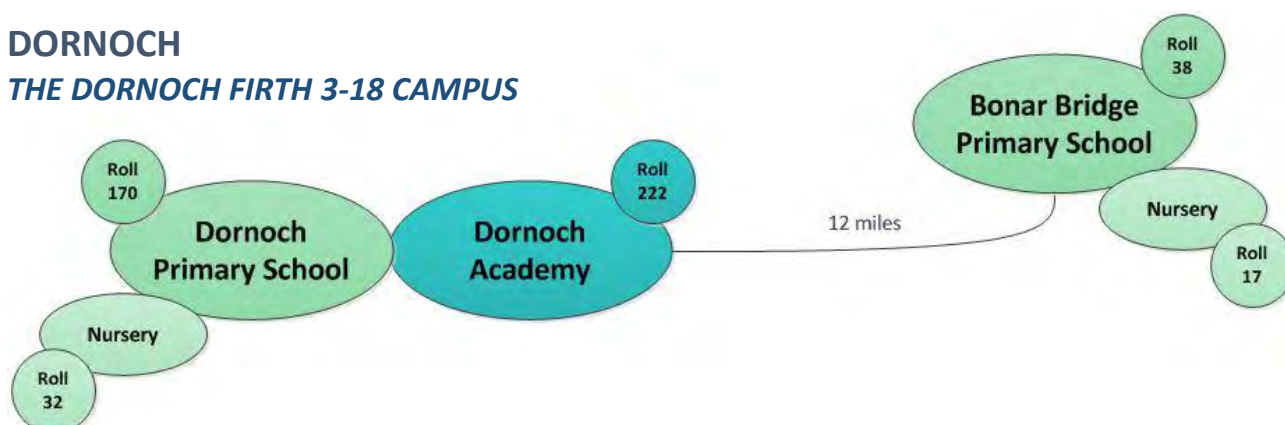 DORNOCH
THE DORNOCH FIRTH 3-18 CAMPUS
Roll
38
Bonar Bridge
Primary School
Nursery
Roll
17
Roll
170
Dornoch
Primary School
Nursery
Roll
32
Roll
222
Dornoch
Academy
12 miles